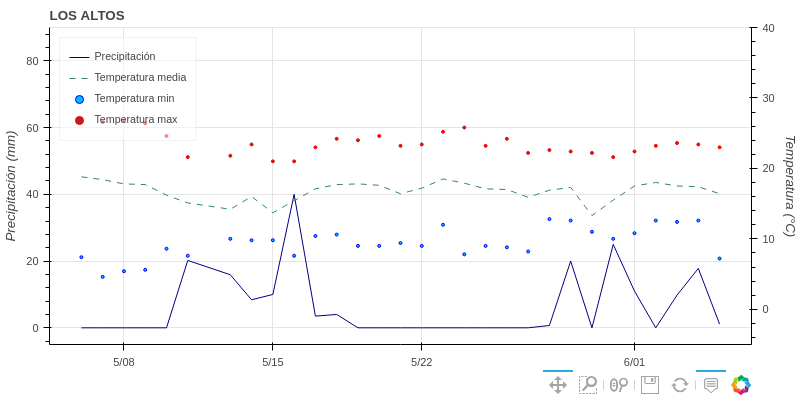 LOS ALTOS
Precipitación
Temperatura media
Temperatura min
Temperatura max
Precipitación (mm)
80
60
40
20
0
Temperatura (°C)
40
30
20
10
0
5/08
5/15
5/22
6/01